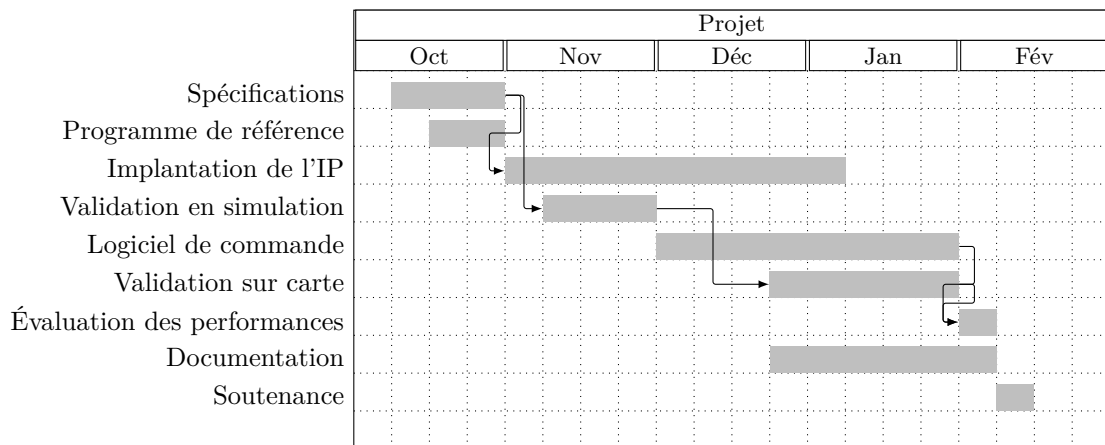 Projet
Oct Nov Déc Jan Fév
Spécifications
Programme de référence
Implantation de l'IP
Validation en simulation
Logiciel de commande
Validation sur carte
Évaluation des performances
Documentation
Soutenance